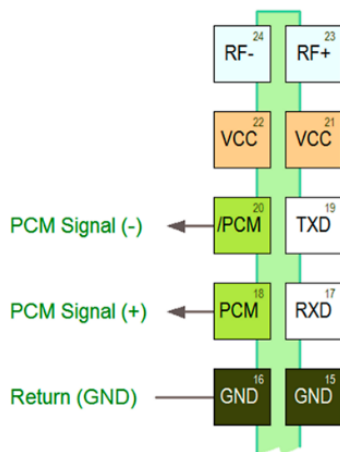 24 23
RF- RF+
22 21
VCC VCC
20 19
PCM Signal (-) /PCM TXD
18 17
PCM Signal (+) PCM RXD
16 15
Return (GND) GND GND